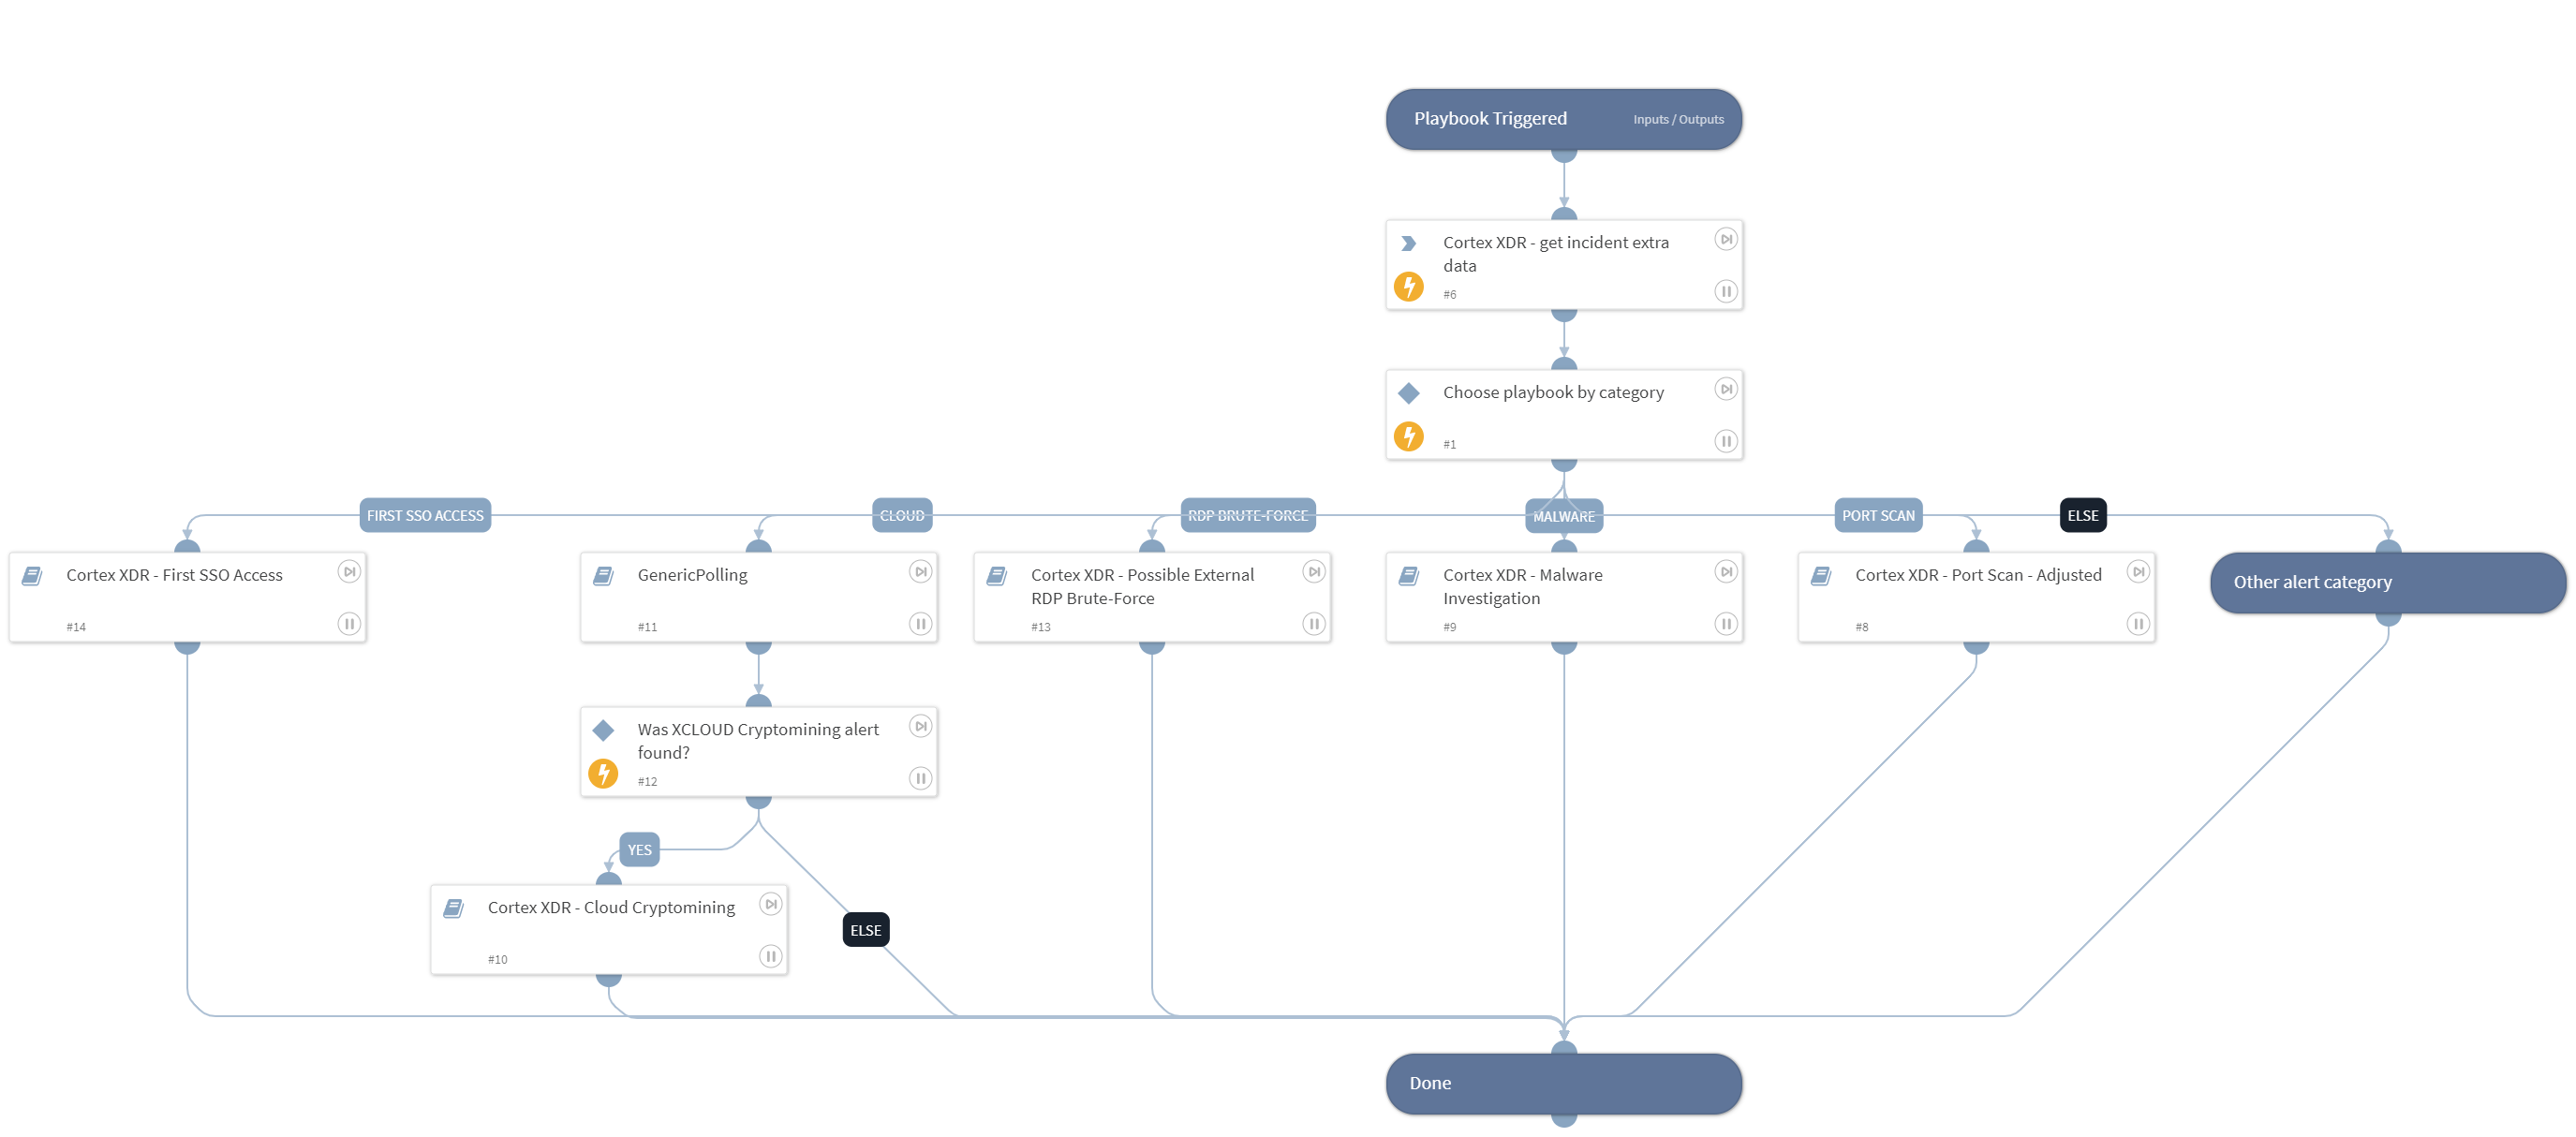 Playbook Triggered
Inputs / Outputs
Cortex XDR - get incident extra
data
#6
Choose playbook by category
#1
FIRST SSO ACCESS
CLOUD
RDP BRUTE-FORCE
MALWARE
PORT SCAN
ELSE
Cortex XDR - First SSO Access
#14
GenericPolling
#11
Cortex XDR - Possible External
RDP Brute-Force
#13
Cortex XDR - Malware
Investigation
#9
Cortex XDR - Port Scan - Adjusted
#8
Other alert category
Was XCLOUD Cryptomining alert
found?
#12
YES
Cortex XDR - Cloud Cryptomining
#10
ELSE
Done